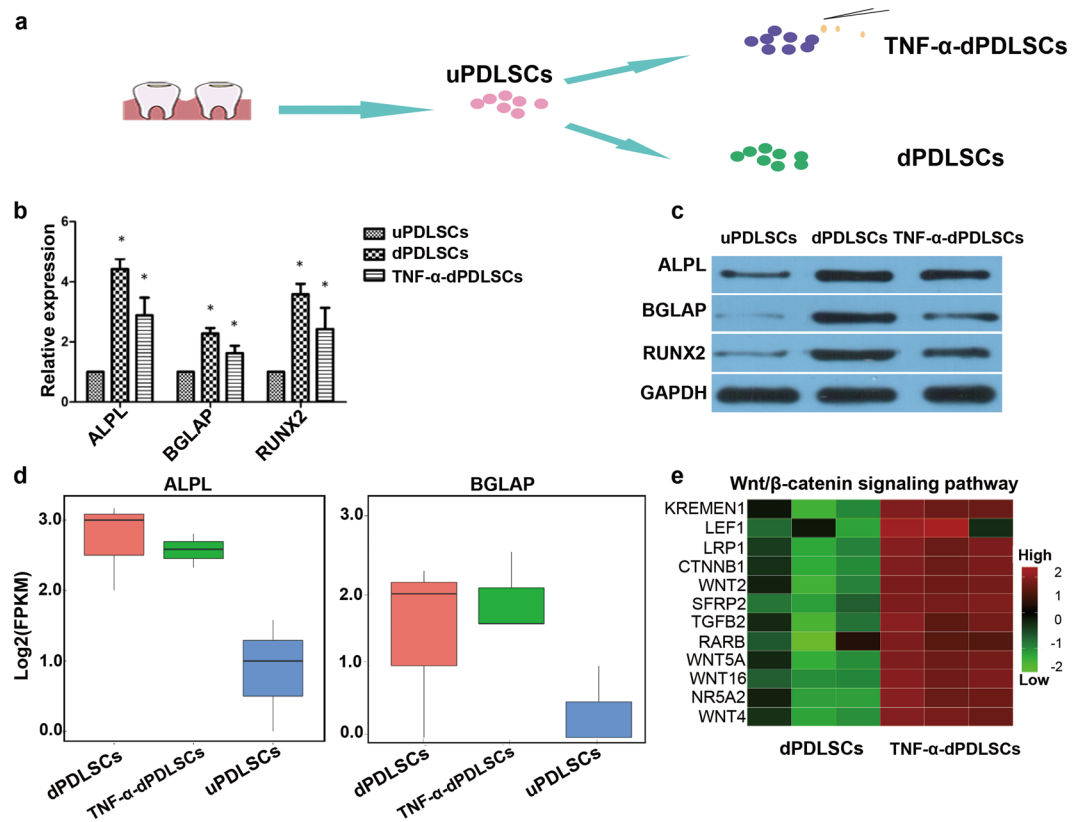 a
uPDLSCs
TNF-α-dPDLSCs
dPDLSCs
b
Relative expression
6
4
2
0
ALPL
BGLAP
RUNX2
uPDLSCs
dPDLSCs
TNF-α-dPDLSCs
* * * * * *
c
uPDLSCs dPDLSCs TNF-α-dPDLSCs
ALPL
BGLAP
RUNX2
GAPDH
d
ALPL
Log2(FPKM)
3.0
2.0
1.0
0.0
dPDLSCs
TNF-α-dPDLSCs
uPDLSCs
BGLAP
3.0
2.0
1.0
0.0
dPDLSCs
TNF-α-dPDLSCs
uPDLSCs
e
Wnt/β-catenin signaling pathway
KREMEN1
LEF1
LRP1
CTNNB1
WNT2
SFRP2
TGFB2
RARB
WNT5A
WNT16
NR5A2
WNT4
dPDLSCs TNF-α-dPDLSCs
High
2
1
0
-1
-2
Low